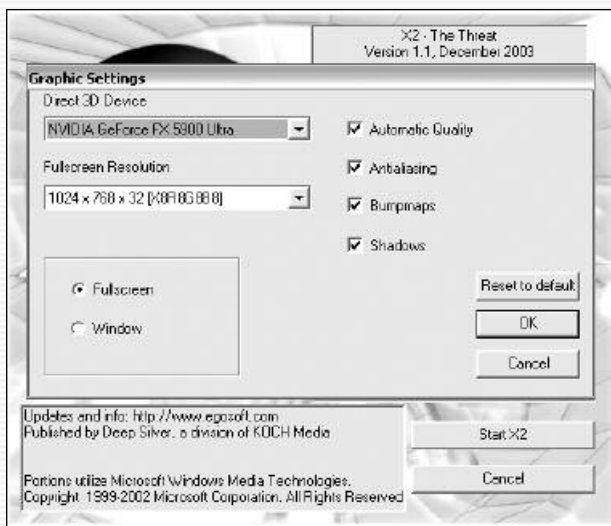 X2 - The Threat
Version 1.1, December 2003
Graphic Settings
Direct 3D Device
NVIDIA GeForce FX 5900 Ultra
Automatic Quality
Fullscreen Resolution
Antialiasing
1024 x 768 x 32 [X8R8G8B8]
Bumpmaps
Shadows
Fullscreen
Window
Reset to default
OK
Cancel
Updates and info: http://www.egosoft.com
Published by Deep Silver, a division of KOCH Media
Start X2
Portions utilize Microsoft Windows Media Technologies.
Copyright 1999-2002 Microsoft Corporation. All Rights Reserved
Cancel